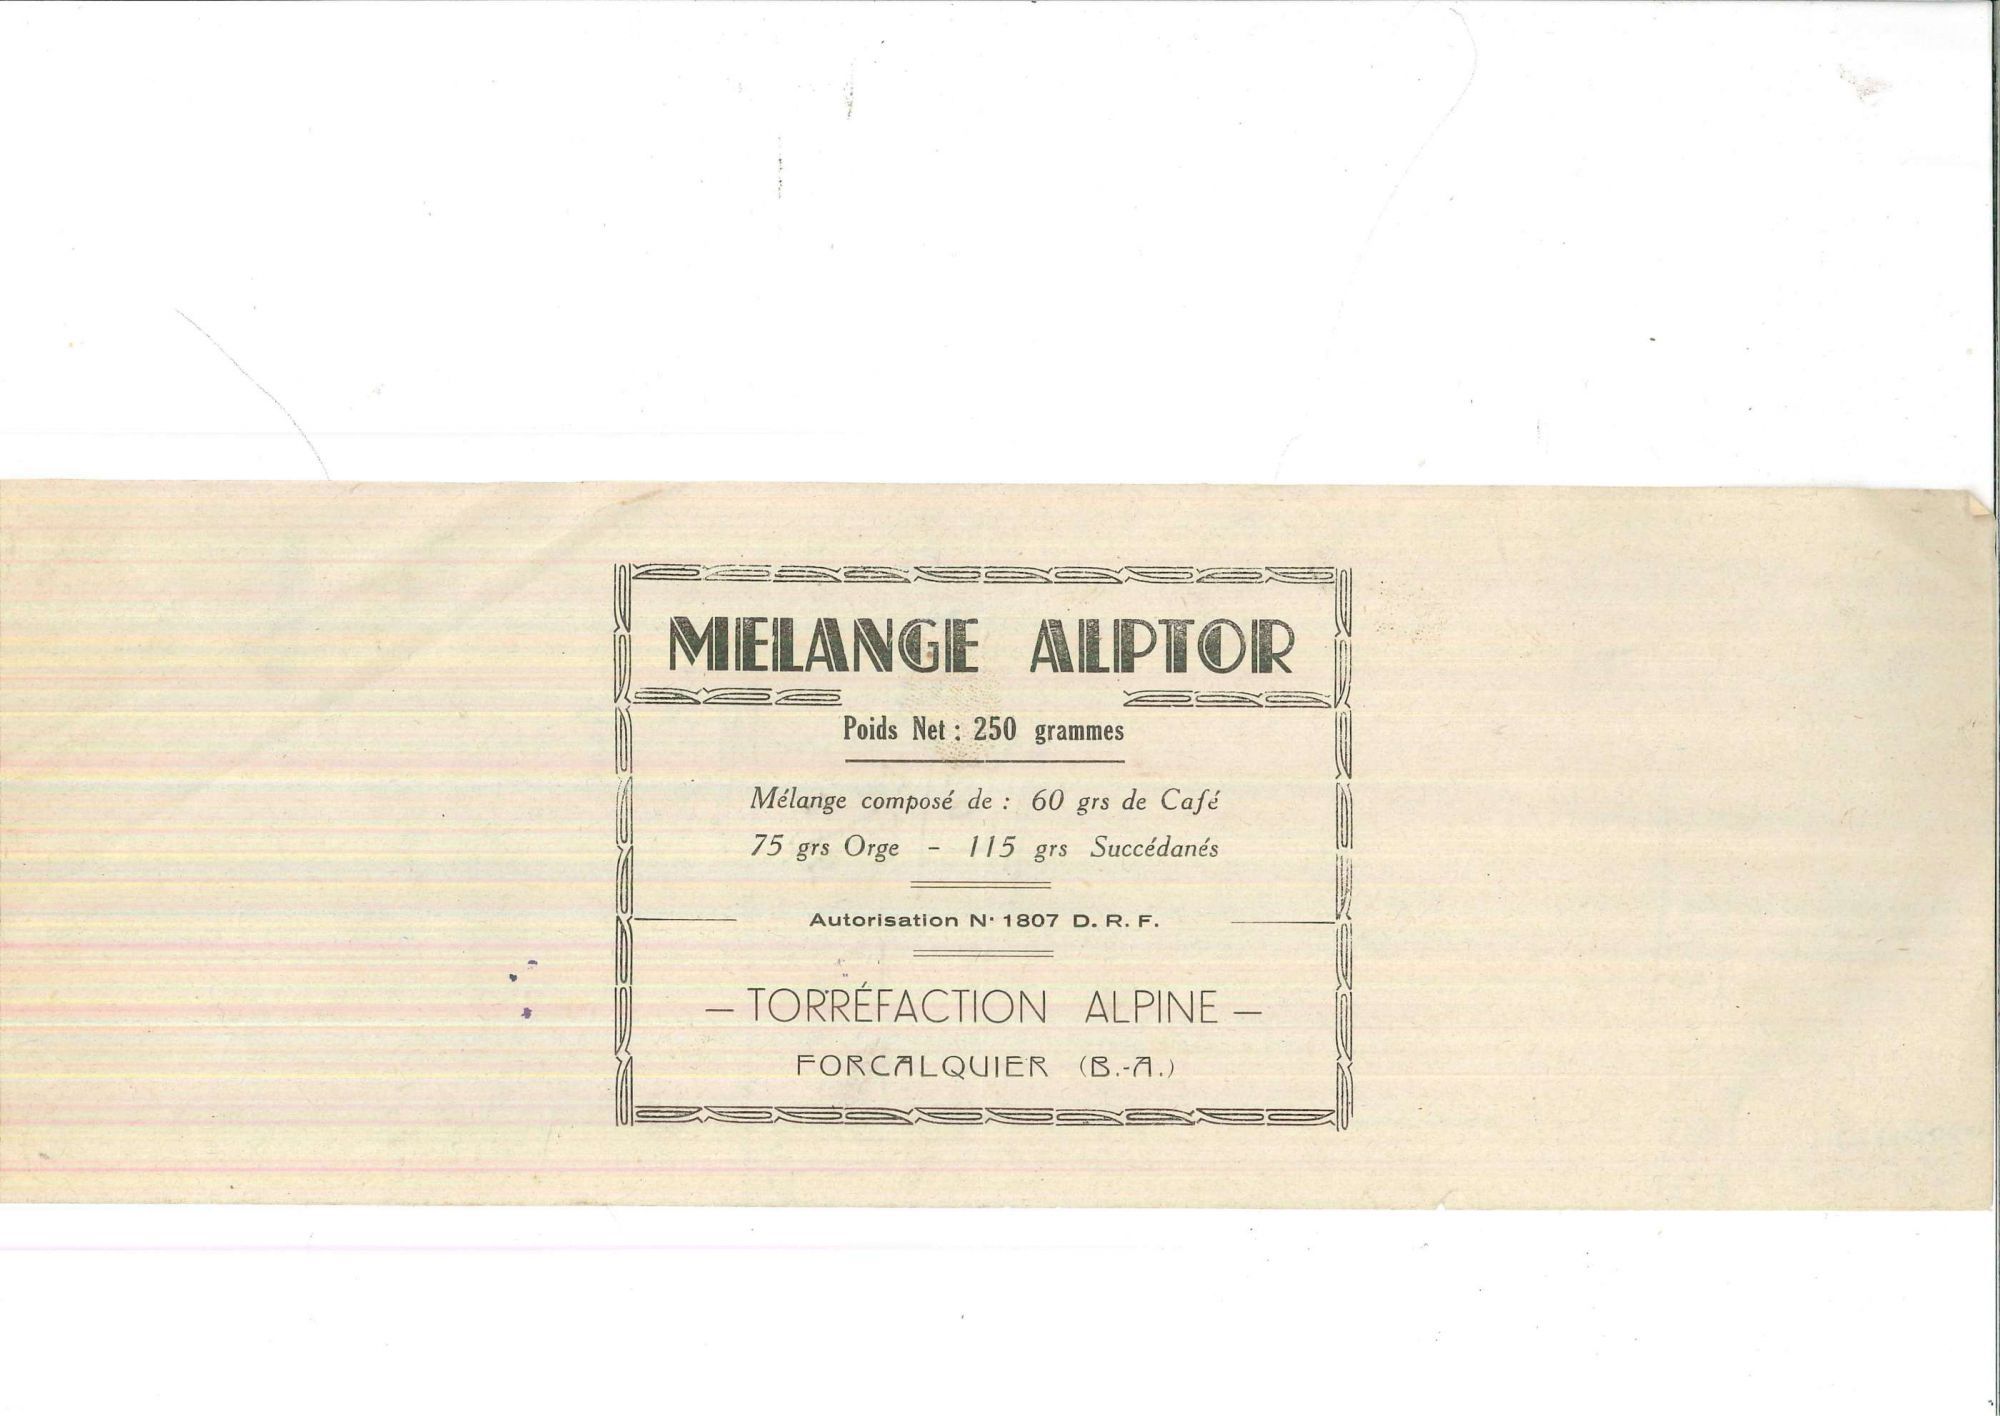 MELANGE ALPTOR
Poids Net : 250 grammes
Mélange composé de : 60 grs de Café
75 grs Orge - 115 grs Succédanés
Autorisation N· 1807 D. R. F.
— TORRÉFACTION ALPINE —
FORCALQUIER (B.-A.)